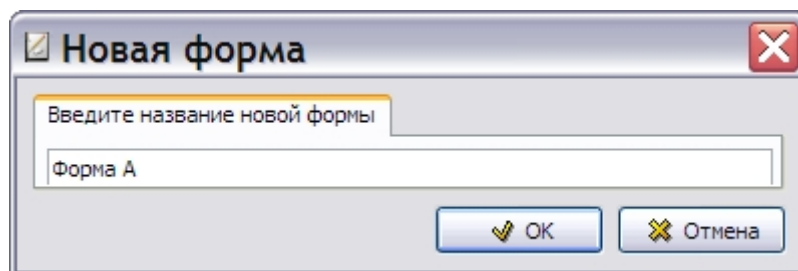 Новая форма
Введите название новой формы
Форма А
OK
Отмена